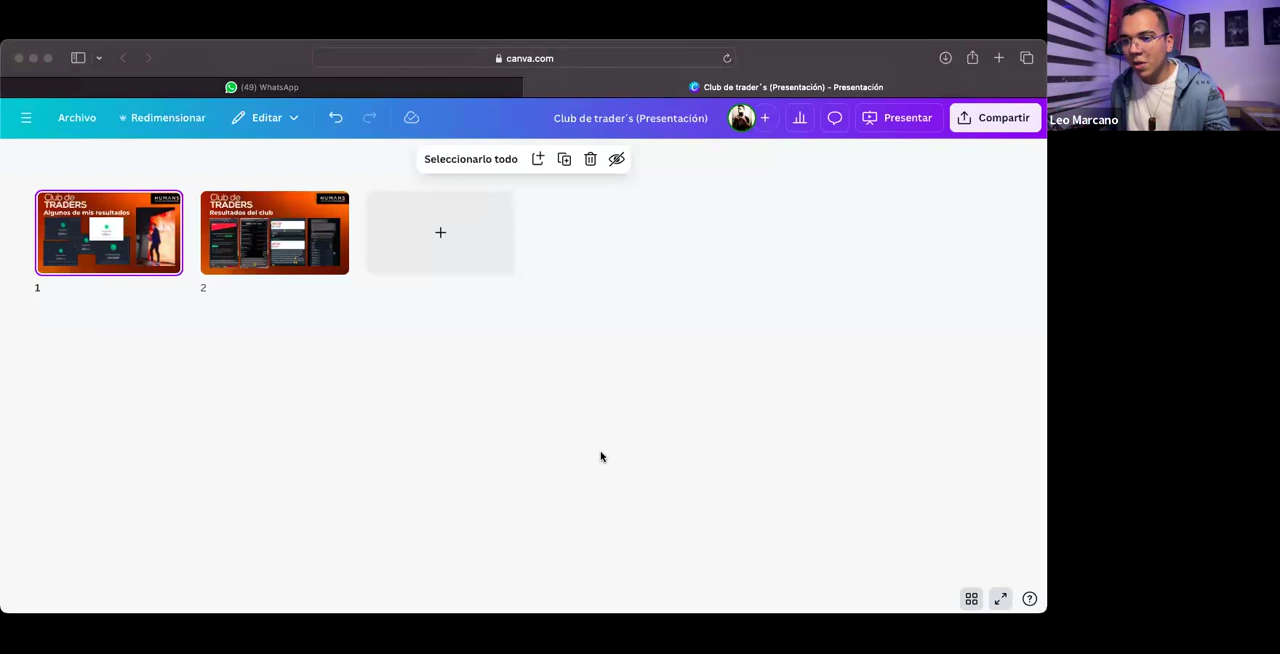 canva.com
(49) WhatsApp
Club de trader´s (Presentación) - Presentación
Archivo
Redimensionar
Editar
Club de trader´s (Presentación)
Presentar
Compartir
Leo Marcano
Seleccionarlo todo
Club de
TRADERS
HUMANS
Algunos de mis resultados
Club de
TRADERS
HUMANS
Resultados del club
1
2